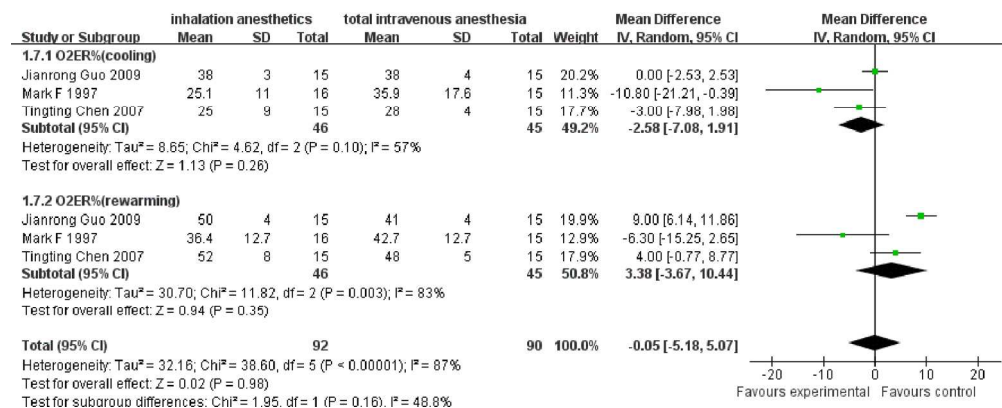 inhalation anesthetics total intravenous anesthesia Mean Difference Mean Difference
Study or Subgroup Mean SD Total Mean SD Total Weight IV, Random, 95% CI IV, Random, 95% CI
1.7.1 O2ER%(cooling)
Jianrong Guo 2009 38 3 15 38 4 15 20.2% 0.00 [-2.53, 2.53]
Mark F 1997 25.1 11 16 35.9 17.6 15 11.3% -10.80 [-21.21, -0.39]
Tingting Chen 2007 25 9 15 28 4 15 17.7% -3.00 [-7.98, 1.98]
Subtotal (95% CI) 46 45 49.2% -2.58 [-7.08, 1.91]
Heterogeneity: Tau² = 8.65; Chi² = 4.62, df = 2 (P = 0.10); I² = 57%
Test for overall effect: Z = 1.13 (P = 0.26)
1.7.2 O2ER%(rewarming)
Jianrong Guo 2009 50 4 15 41 4 15 19.9% 9.00 [6.14, 11.86]
Mark F 1997 36.4 12.7 16 42.7 12.7 15 12.9% -6.30 [-15.25, 2.65]
Tingting Chen 2007 52 8 15 48 5 15 17.9% 4.00 [-0.77, 8.77]
Subtotal (95% CI) 46 45 50.8% 3.38 [-3.67, 10.44]
Heterogeneity: Tau² = 30.70; Chi² = 11.82, df = 2 (P = 0.003); I² = 83%
Test for overall effect: Z = 0.94 (P = 0.35)
Total (95% CI) 92 90 100.0% -0.05 [-5.18, 5.07]
Heterogeneity: Tau² = 32.16; Chi² = 38.60, df = 5 (P < 0.00001); I² = 87%
Test for overall effect: Z = 0.02 (P = 0.98)
Test for subgroup differences: Chi² = 1.95, df = 1 (P = 0.16), I² = 48.8%
-20 -10 0 10 20
Favours experimental Favours control